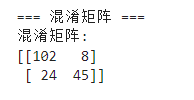 === 混淆矩阵 ===
混淆矩阵:
[[102   8]
 [ 24  45]]